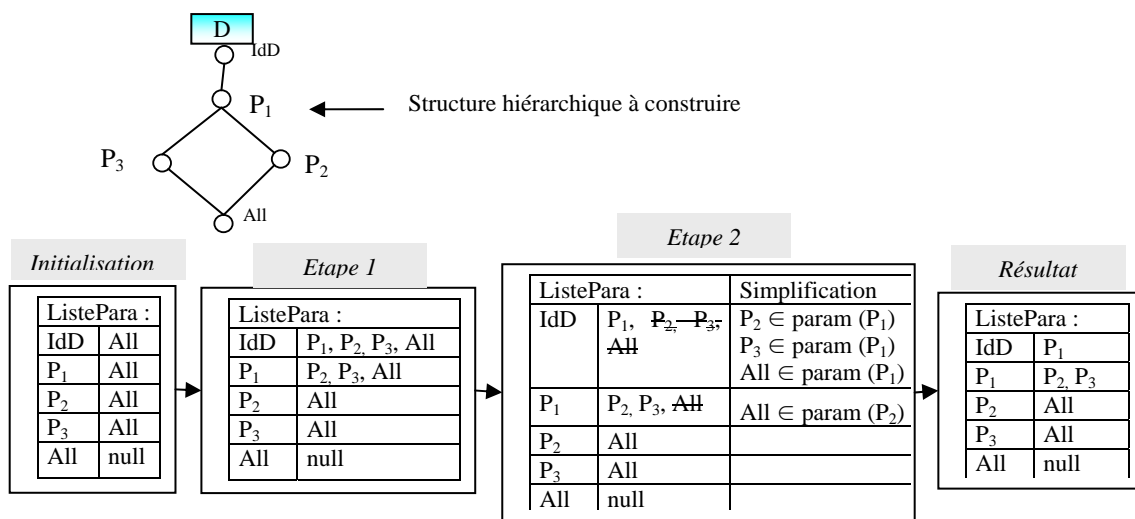 D
IdD
P1
Structure hiérarchique à construire
P3
P2
All
Initialisation
ListePara :
IdD All
P1 All
P2 All
P3 All
All null
Etape 1
ListePara :
IdD P1, P2, P3, All
P1 P2, P3, All
P2 All
P3 All
All null
Etape 2
ListePara : Simplification
IdD P1, P2, P3, P2 ∈ param (P1)
All P3 ∈ param (P1)
All ∈ param (P1)
P1 P2, P3, All All ∈ param (P2)
P2 All
P3 All
All null
Résultat
ListePara :
IdD P1
P1 P2, P3
P2 All
P3 All
All null